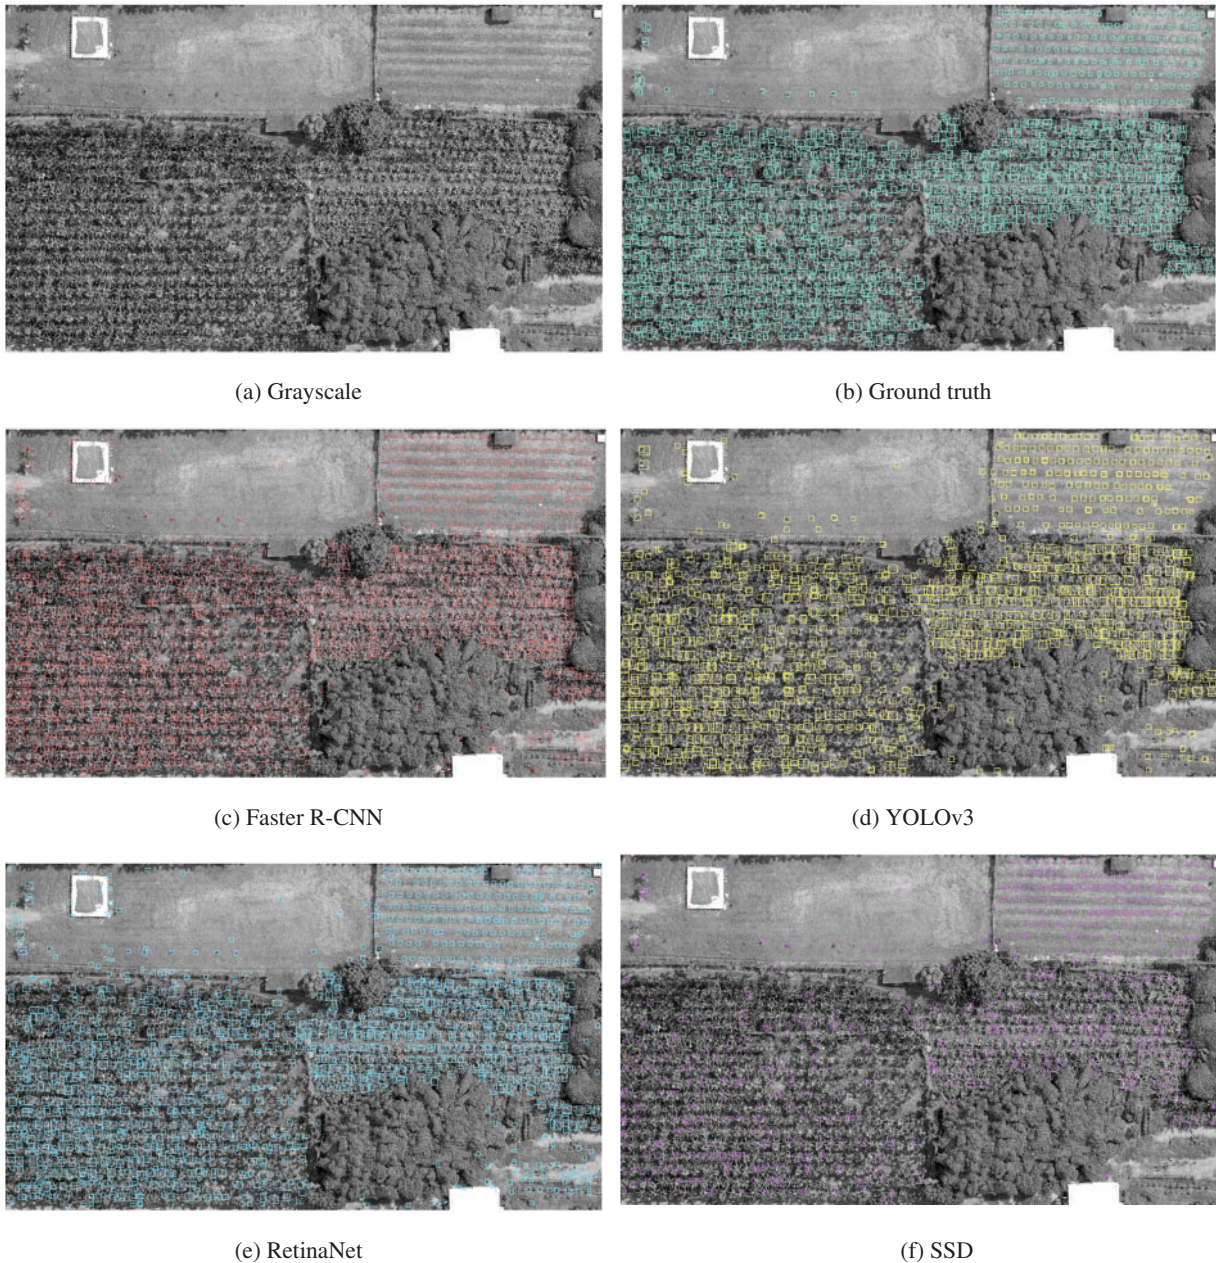 (a) Grayscale
(b) Ground truth
(c) Faster R-CNN
(d) YOLOv3
(e) RetinaNet
(f) SSD